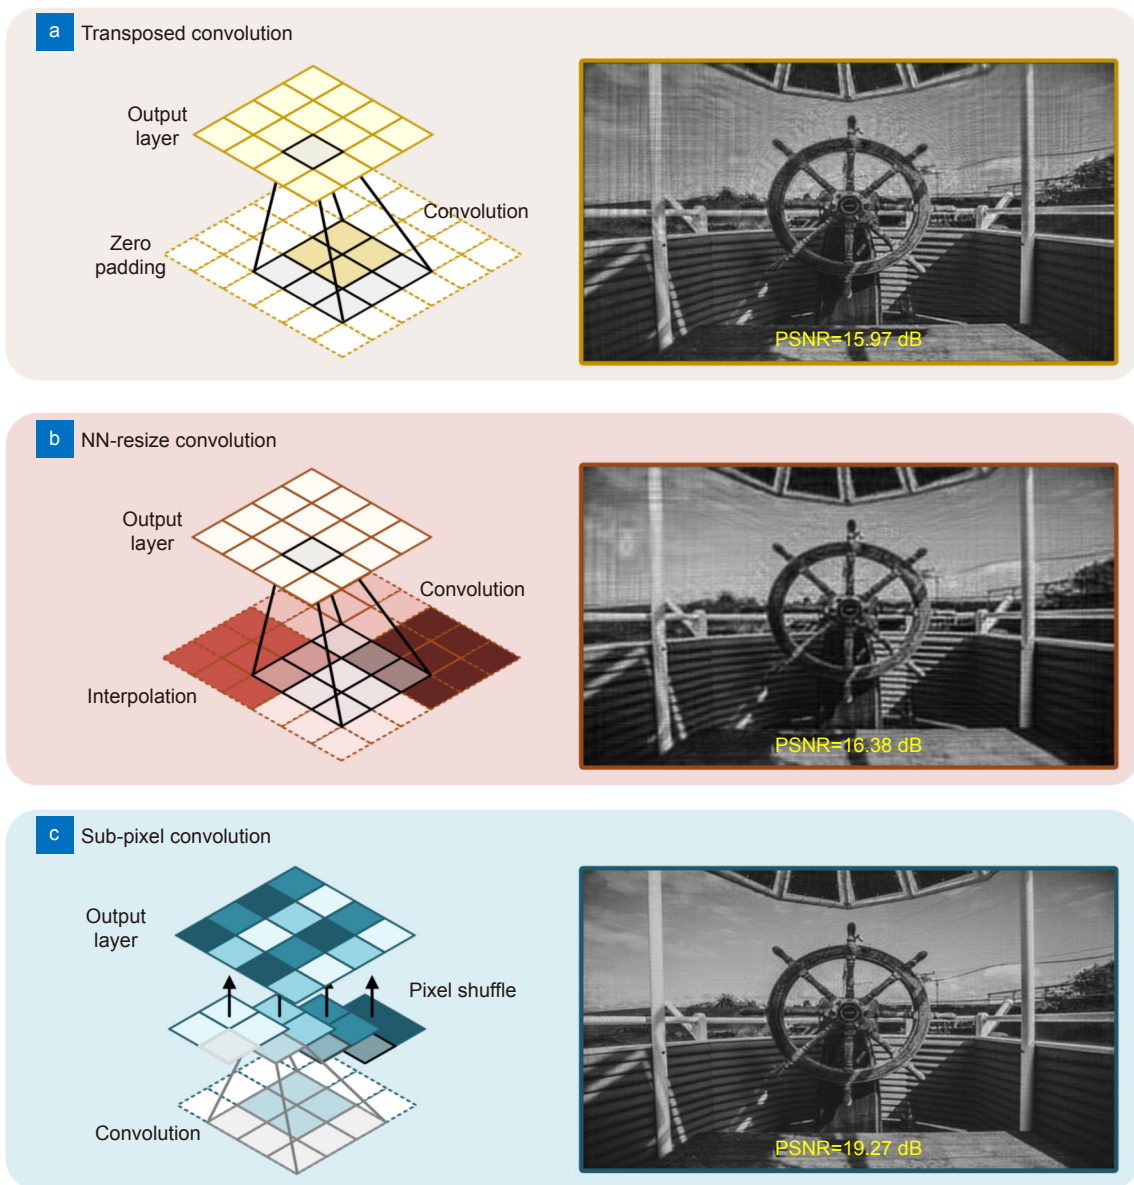 a Transposed convolution
Output
layer
Convolution
Zero
padding
PSNR=15.97 dB
b NN-resize convolution
Output
layer
Convolution
Interpolation
PSNR=16.38 dB
c Sub-pixel convolution
Output
layer
Pixel shuffle
Convolution
PSNR=19.27 dB